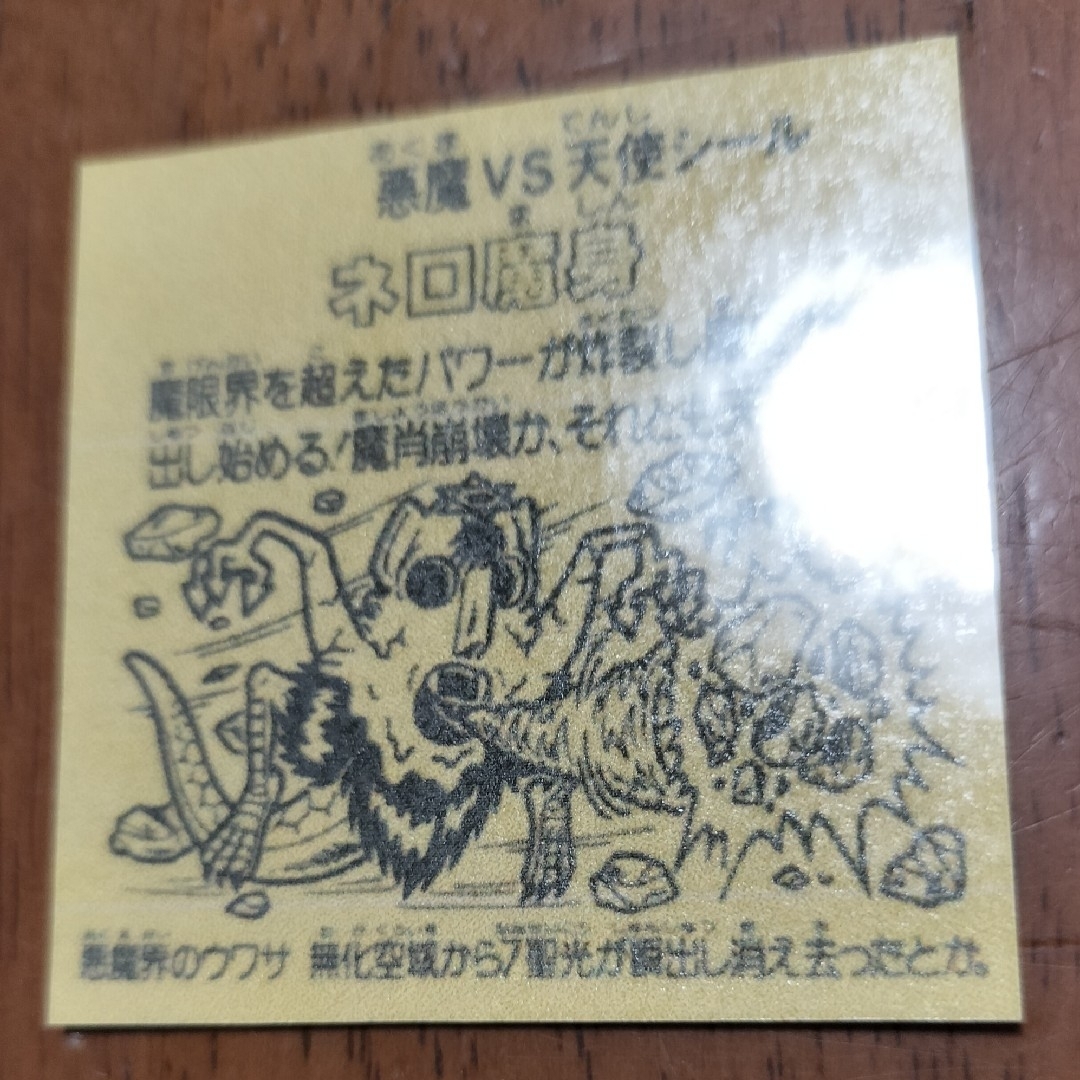 悪魔VS天使シール
ネロ魔身
魔眼界を超えたパワーが炸裂し
出し始める!魔肖崩壊か、それとも
悪魔界のウワサ 無化空域から7聖光が噴出し消え去ったとか。